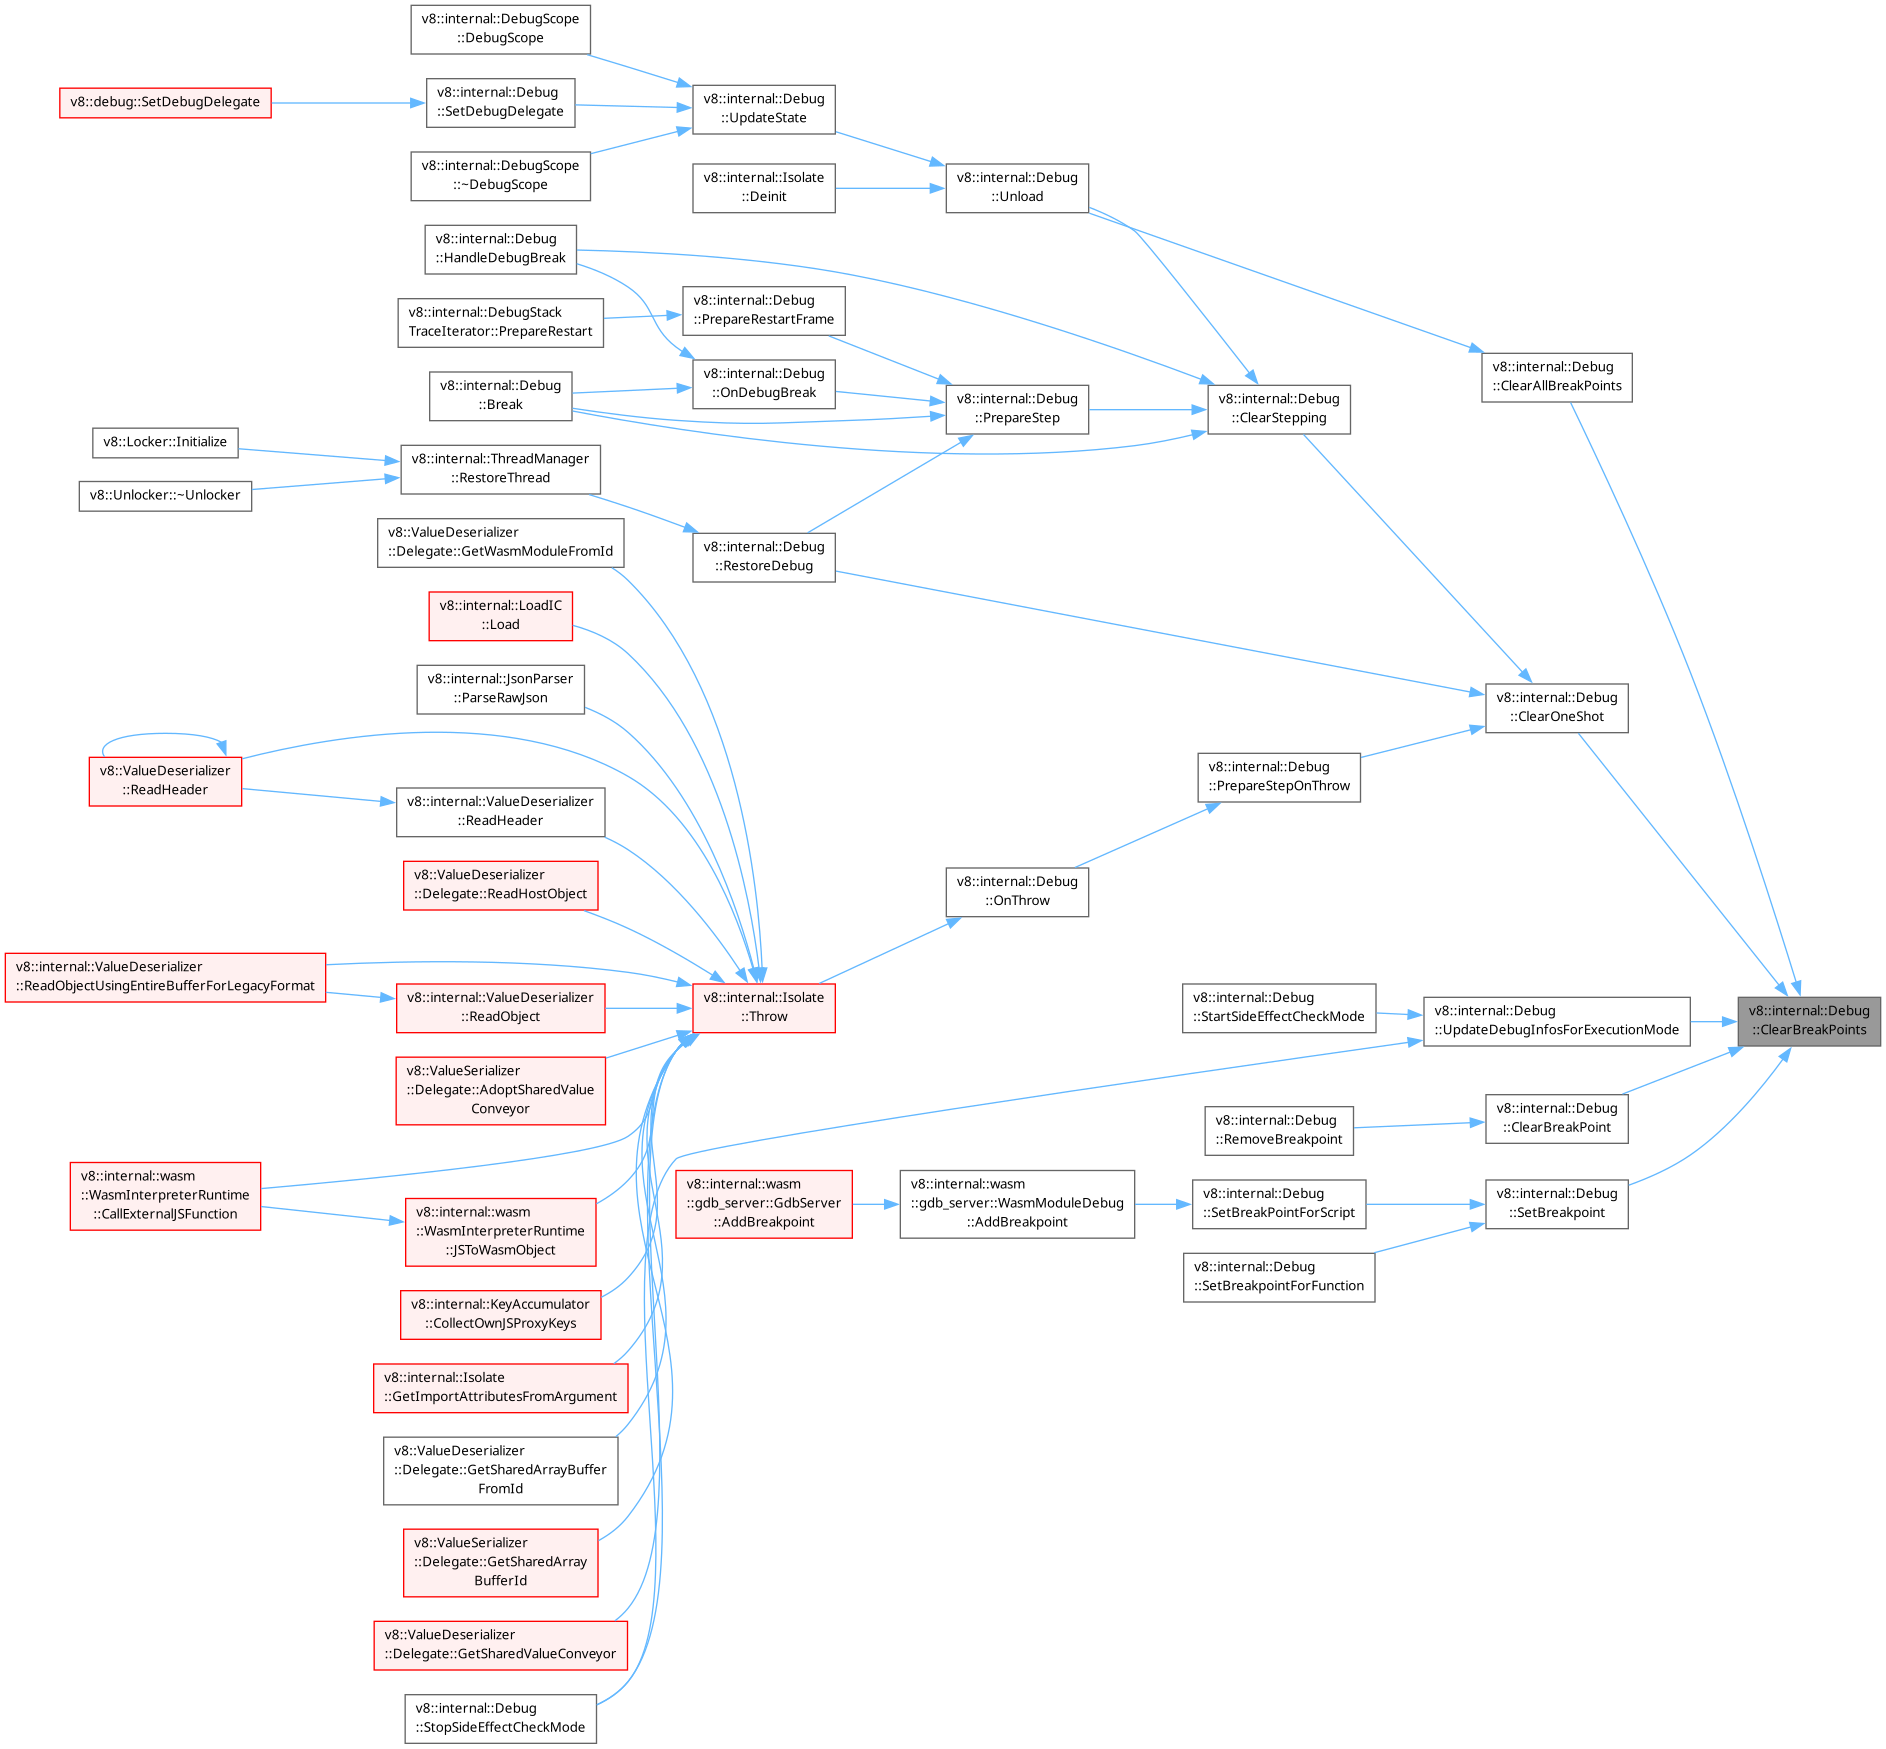 v8::internal::DebugScope
::DebugScope
v8::debug::SetDebugDelegate
v8::internal::Debug
::SetDebugDelegate
v8::internal::Debug
::UpdateState
v8::internal::DebugScope
::~DebugScope
v8::internal::Isolate
::Deinit
v8::internal::Debug
::Unload
v8::internal::Debug
::HandleDebugBreak
v8::internal::DebugStack
TraceIterator::PrepareRestart
v8::internal::Debug
::PrepareRestartFrame
v8::internal::Debug
::Break
v8::internal::Debug
::OnDebugBreak
v8::internal::Debug
::PrepareStep
v8::internal::Debug
::ClearStepping
v8::internal::Debug
::ClearAllBreakPoints
v8::Locker::Initialize
v8::Unlocker::~Unlocker
v8::internal::ThreadManager
::RestoreThread
v8::ValueDeserializer
::Delegate::GetWasmModuleFromId
v8::internal::Debug
::RestoreDebug
v8::internal::LoadIC
::Load
v8::internal::JsonParser
::ParseRawJson
v8::internal::Debug
::ClearOneShot
v8::ValueDeserializer
::ReadHeader
v8::internal::Debug
::PrepareStepOnThrow
v8::internal::ValueDeserializer
::ReadHeader
v8::ValueDeserializer
::Delegate::ReadHostObject
v8::internal::Debug
::OnThrow
v8::internal::ValueDeserializer
::ReadObjectUsingEntireBufferForLegacyFormat
v8::internal::ValueDeserializer
::ReadObject
v8::internal::Isolate
::Throw
v8::internal::Debug
::StartSideEffectCheckMode
v8::internal::Debug
::UpdateDebugInfosForExecutionMode
v8::internal::Debug
::ClearBreakPoints
v8::ValueSerializer
::Delegate::AdoptSharedValue
Conveyor
v8::internal::Debug
::RemoveBreakpoint
v8::internal::Debug
::ClearBreakPoint
v8::internal::wasm
::WasmInterpreterRuntime
::CallExternalJSFunction
v8::internal::wasm
::WasmInterpreterRuntime
::JSToWasmObject
v8::internal::wasm
::gdb_server::GdbServer
::AddBreakpoint
v8::internal::wasm
::gdb_server::WasmModuleDebug
::AddBreakpoint
v8::internal::Debug
::SetBreakPointForScript
v8::internal::Debug
::SetBreakpoint
v8::internal::Debug
::SetBreakpointForFunction
v8::internal::KeyAccumulator
::CollectOwnJSProxyKeys
v8::internal::Isolate
::GetImportAttributesFromArgument
v8::ValueDeserializer
::Delegate::GetSharedArrayBuffer
FromId
v8::ValueSerializer
::Delegate::GetSharedArray
BufferId
v8::ValueDeserializer
::Delegate::GetSharedValueConveyor
v8::internal::Debug
::StopSideEffectCheckMode